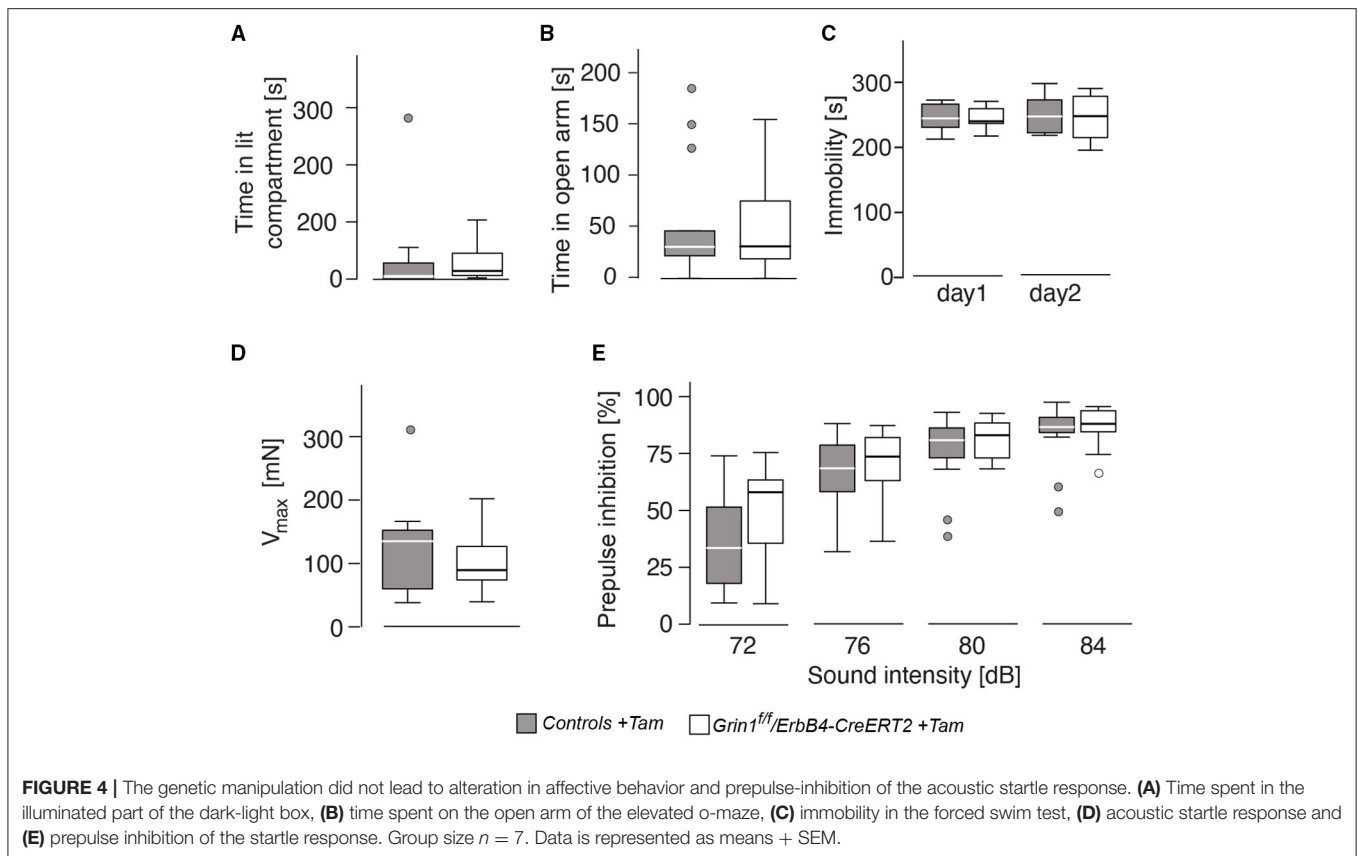 A
Time in lit
compartment [s]
300
200
200
0
B
Time in open arm [s]
200
150
100
50
0
C
Immobility [s]
300
200
100
0
day1 day2
D
Vmax [mN]
300
200
100
0
E
Prepulse inhibition [%]
100
75
50
25
0
72 76 80 84
Sound intensity [dB]
Controls +Tam Grin1f/f/ErbB4-CreERT2 +Tam
FIGURE 4 | The genetic manipulation did not lead to alteration in affective behavior and prepulse-inhibition of the acoustic startle response. (A) Time spent in the
illuminated part of the dark-light box, (B) time spent on the open arm of the elevated o-maze, (C) immobility in the forced swim test, (D) acoustic startle response and
(E) prepulse inhibition of the startle response. Group size n = 7. Data is represented as means + SEM.